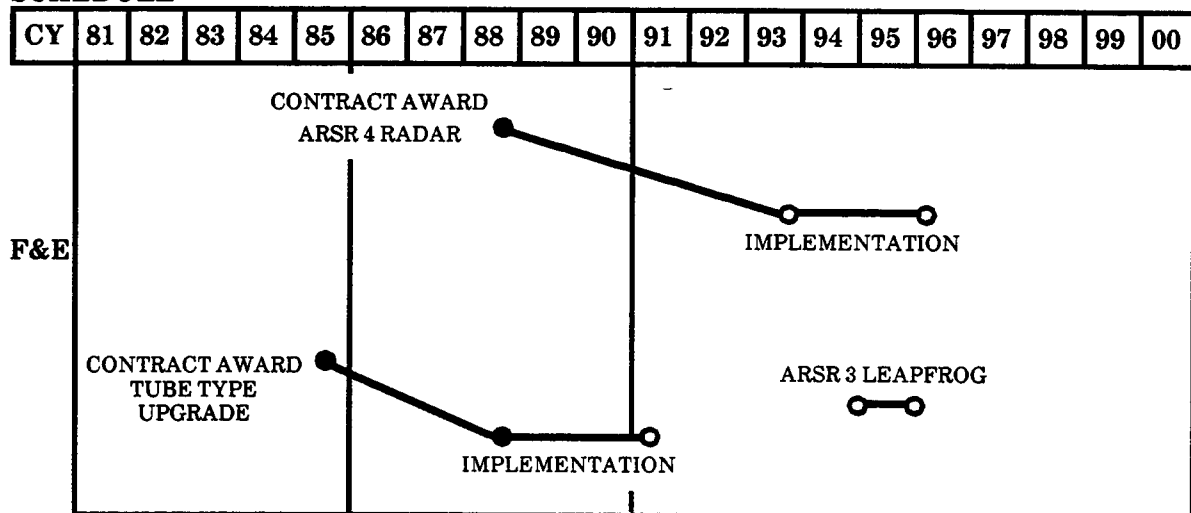 CY 81 82 83 84 85 86 87 88 89 90 91 92 93 94 95 96 97 98 99 00
CONTRACT AWARD
ARSR 4 RADAR
IMPLEMENTATION
F&E
CONTRACT AWARD
TUBE TYPE
UPGRADE
ARSR 3 LEAPFROG
IMPLEMENTATION